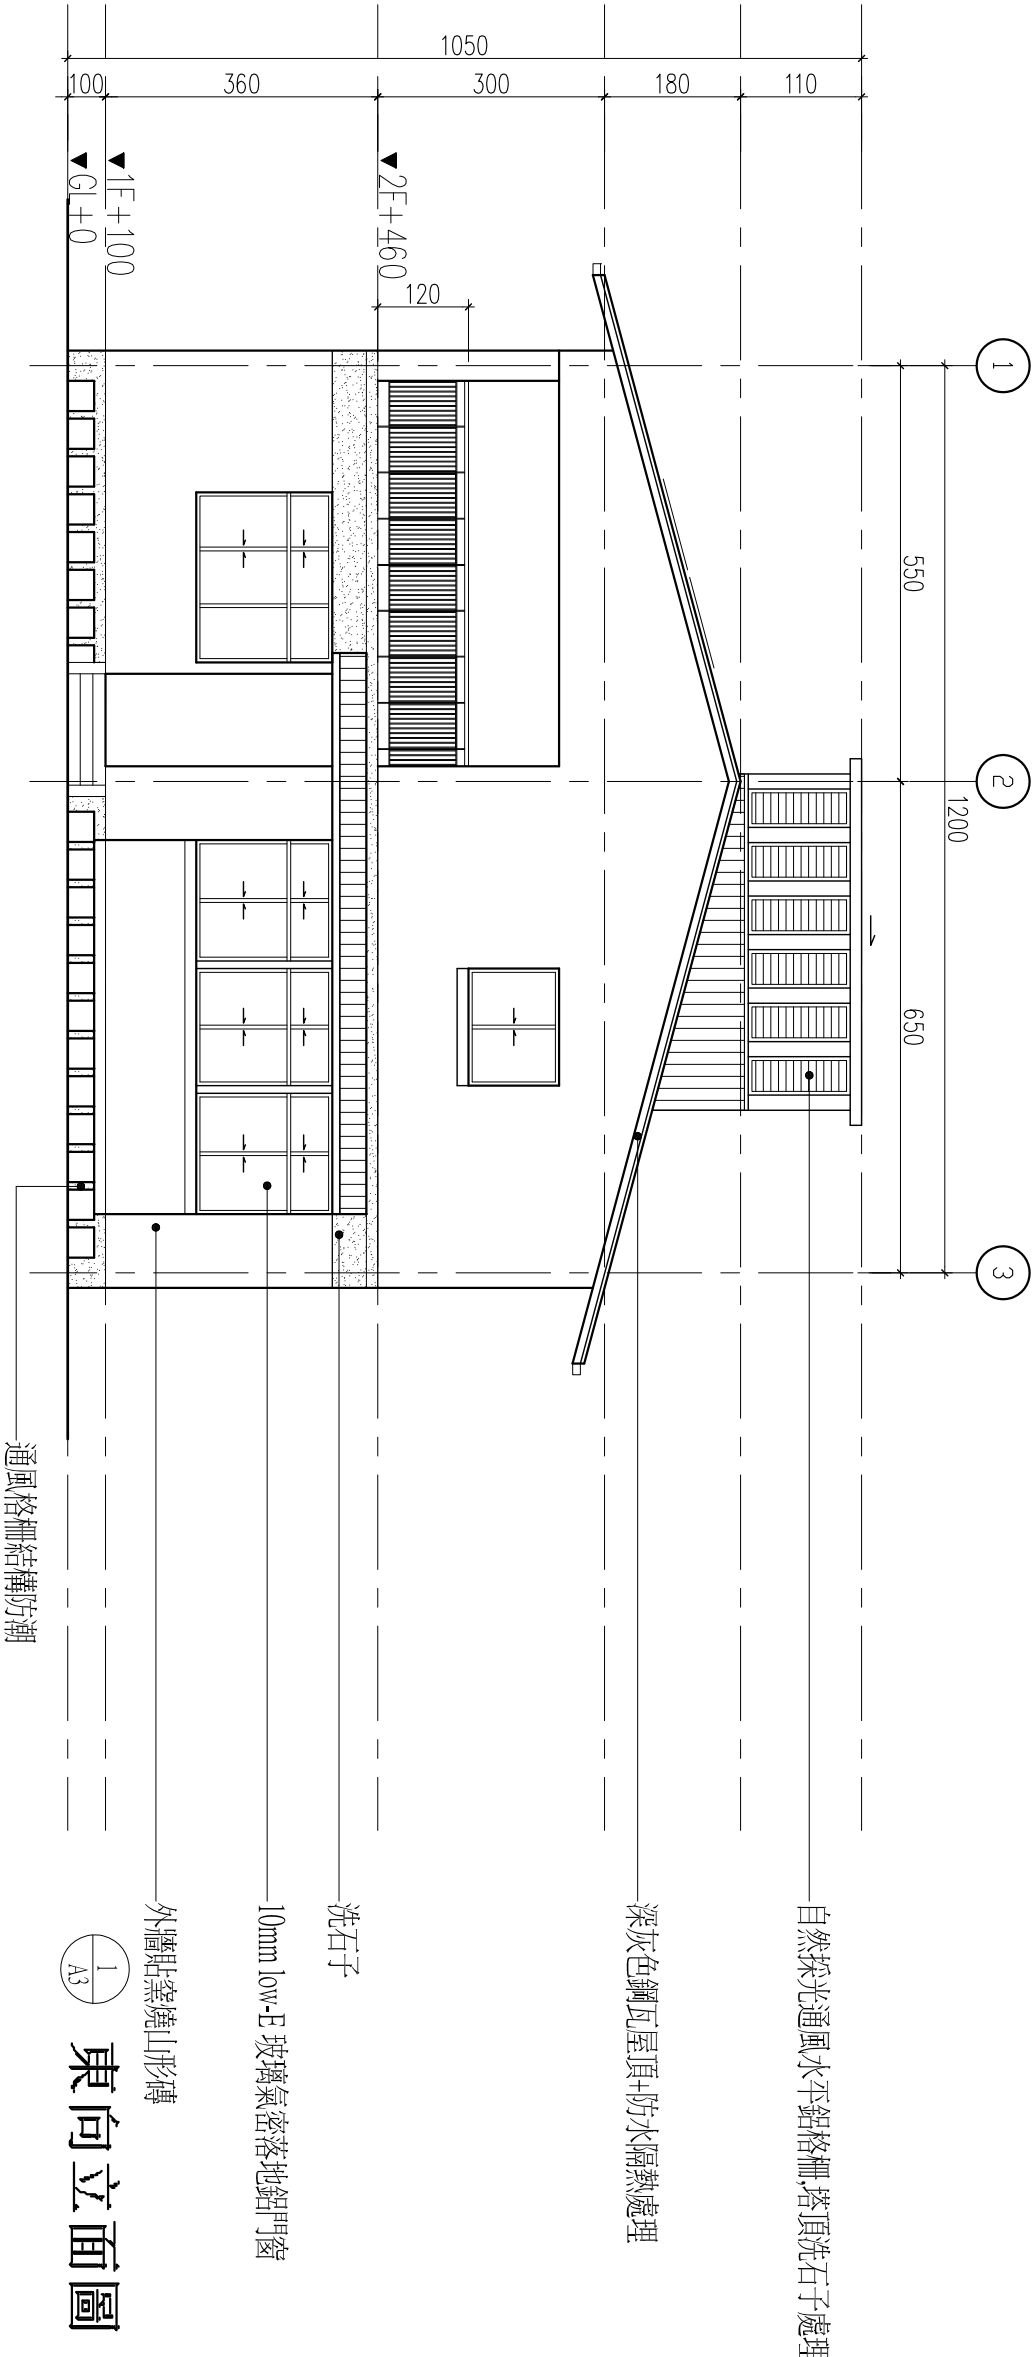 1
2
3
1200
550
650
1050
110
180
300
360
100
120
▼2F+460
▼1F+100
▼GL+0
自然採光通風水平鋁格柵,塔頂洗石子處理
深灰色鋼瓦屋頂+防水隔熱處理
洗石子
10mm low-E 玻璃氣密落地鋁門窗
外牆貼窯燒山形磚
通風格柵結構防潮
1
A3
東向立面圖